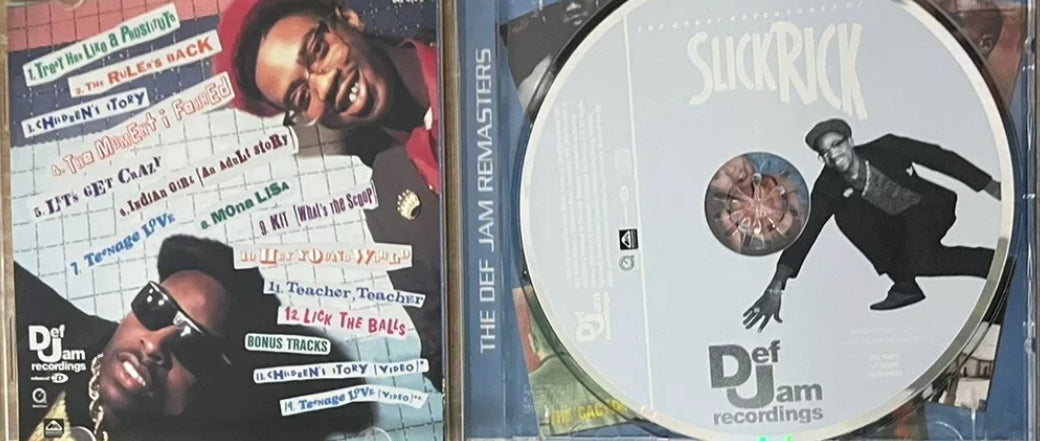 1. Treat Her Like a Prostitute
2. The Ruler's Back
3. Children's Story
4. The Moment I Feared
5. Let's Get Crazy
6. Indian Girl (An Adult Story)
7. Teenage Love
8. Mona Lisa
9 Kit (What's the Scoop)
10 Hey Young World
11. Teacher, Teacher
12. Lick The Balls
BONUS TRACKS
13. Children's Story (Video)*
14. Teenage Love (Video)**
Def
Jam
recordings
THE DEF JAM REMASTERS
THE GREAT ADVENTURES OF
SLICK RICK
Def
Jam
recordings
Def
Jam
recordings